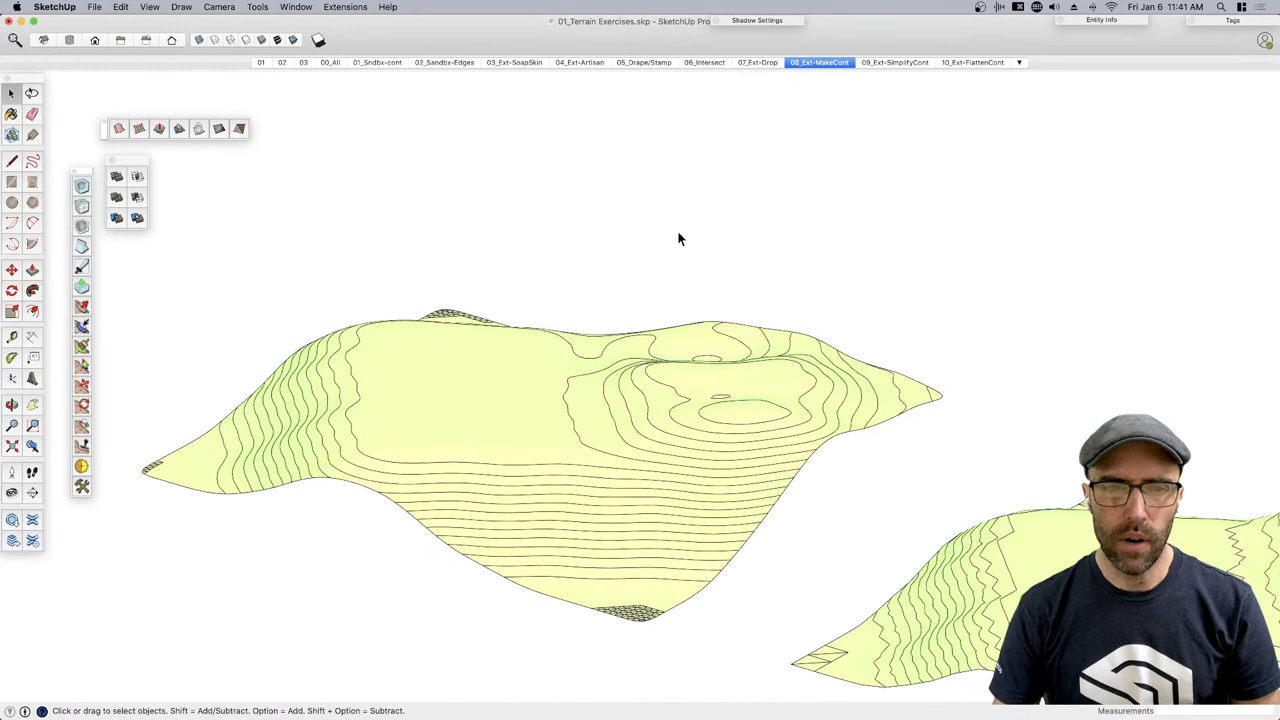 SketchUp File Edit View Draw Camera Tools Window Extensions Help
Fri Jan 6 11:41 AM
01_Terrain Exercises.skp - SketchUp Pro
Shadow Settings
Entity Info
Tags
01 02 03 00_All 01_Sndbx-cont 02_Sandbx-Edges 03_Ext-SoapSkin 04_Ext-Artisan 05_Drape/Stamp 06_Intersect 07_Ext-Drop 08_Ext-MakeCont 09_Ext-SimplifyCont 10_Ext-FlattenCont
Click or drag to select objects. Shift = Add/Subtract. Option = Add. Shift + Option = Subtract.
Measurements